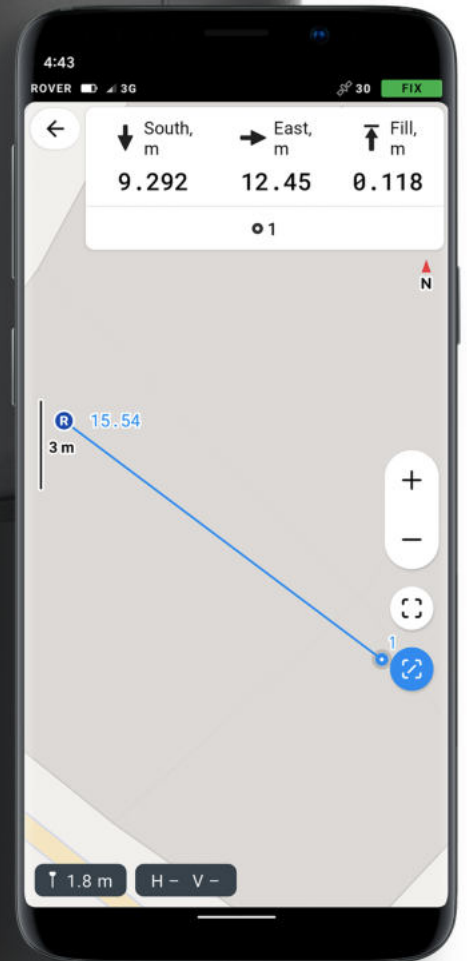 4:43
ROVER 3G 30 FIX
South, m East, m Fill, m
9.292 12.45 0.118
1
N
R 15.54
3 m
+
−
1
1.8 m H – V –